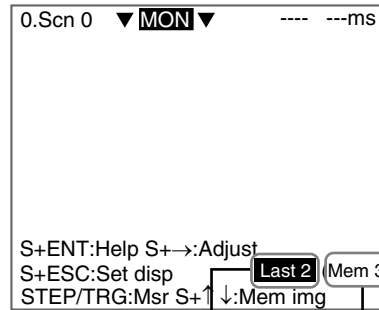 0.Scn 0 ▼ MON ▼ ---- ---ms
S+ENT:Help S+→:Adjust
S+ESC:Set disp Last 2 Mem 3
STEP/TRG:Msr S+↑↓:Mem img